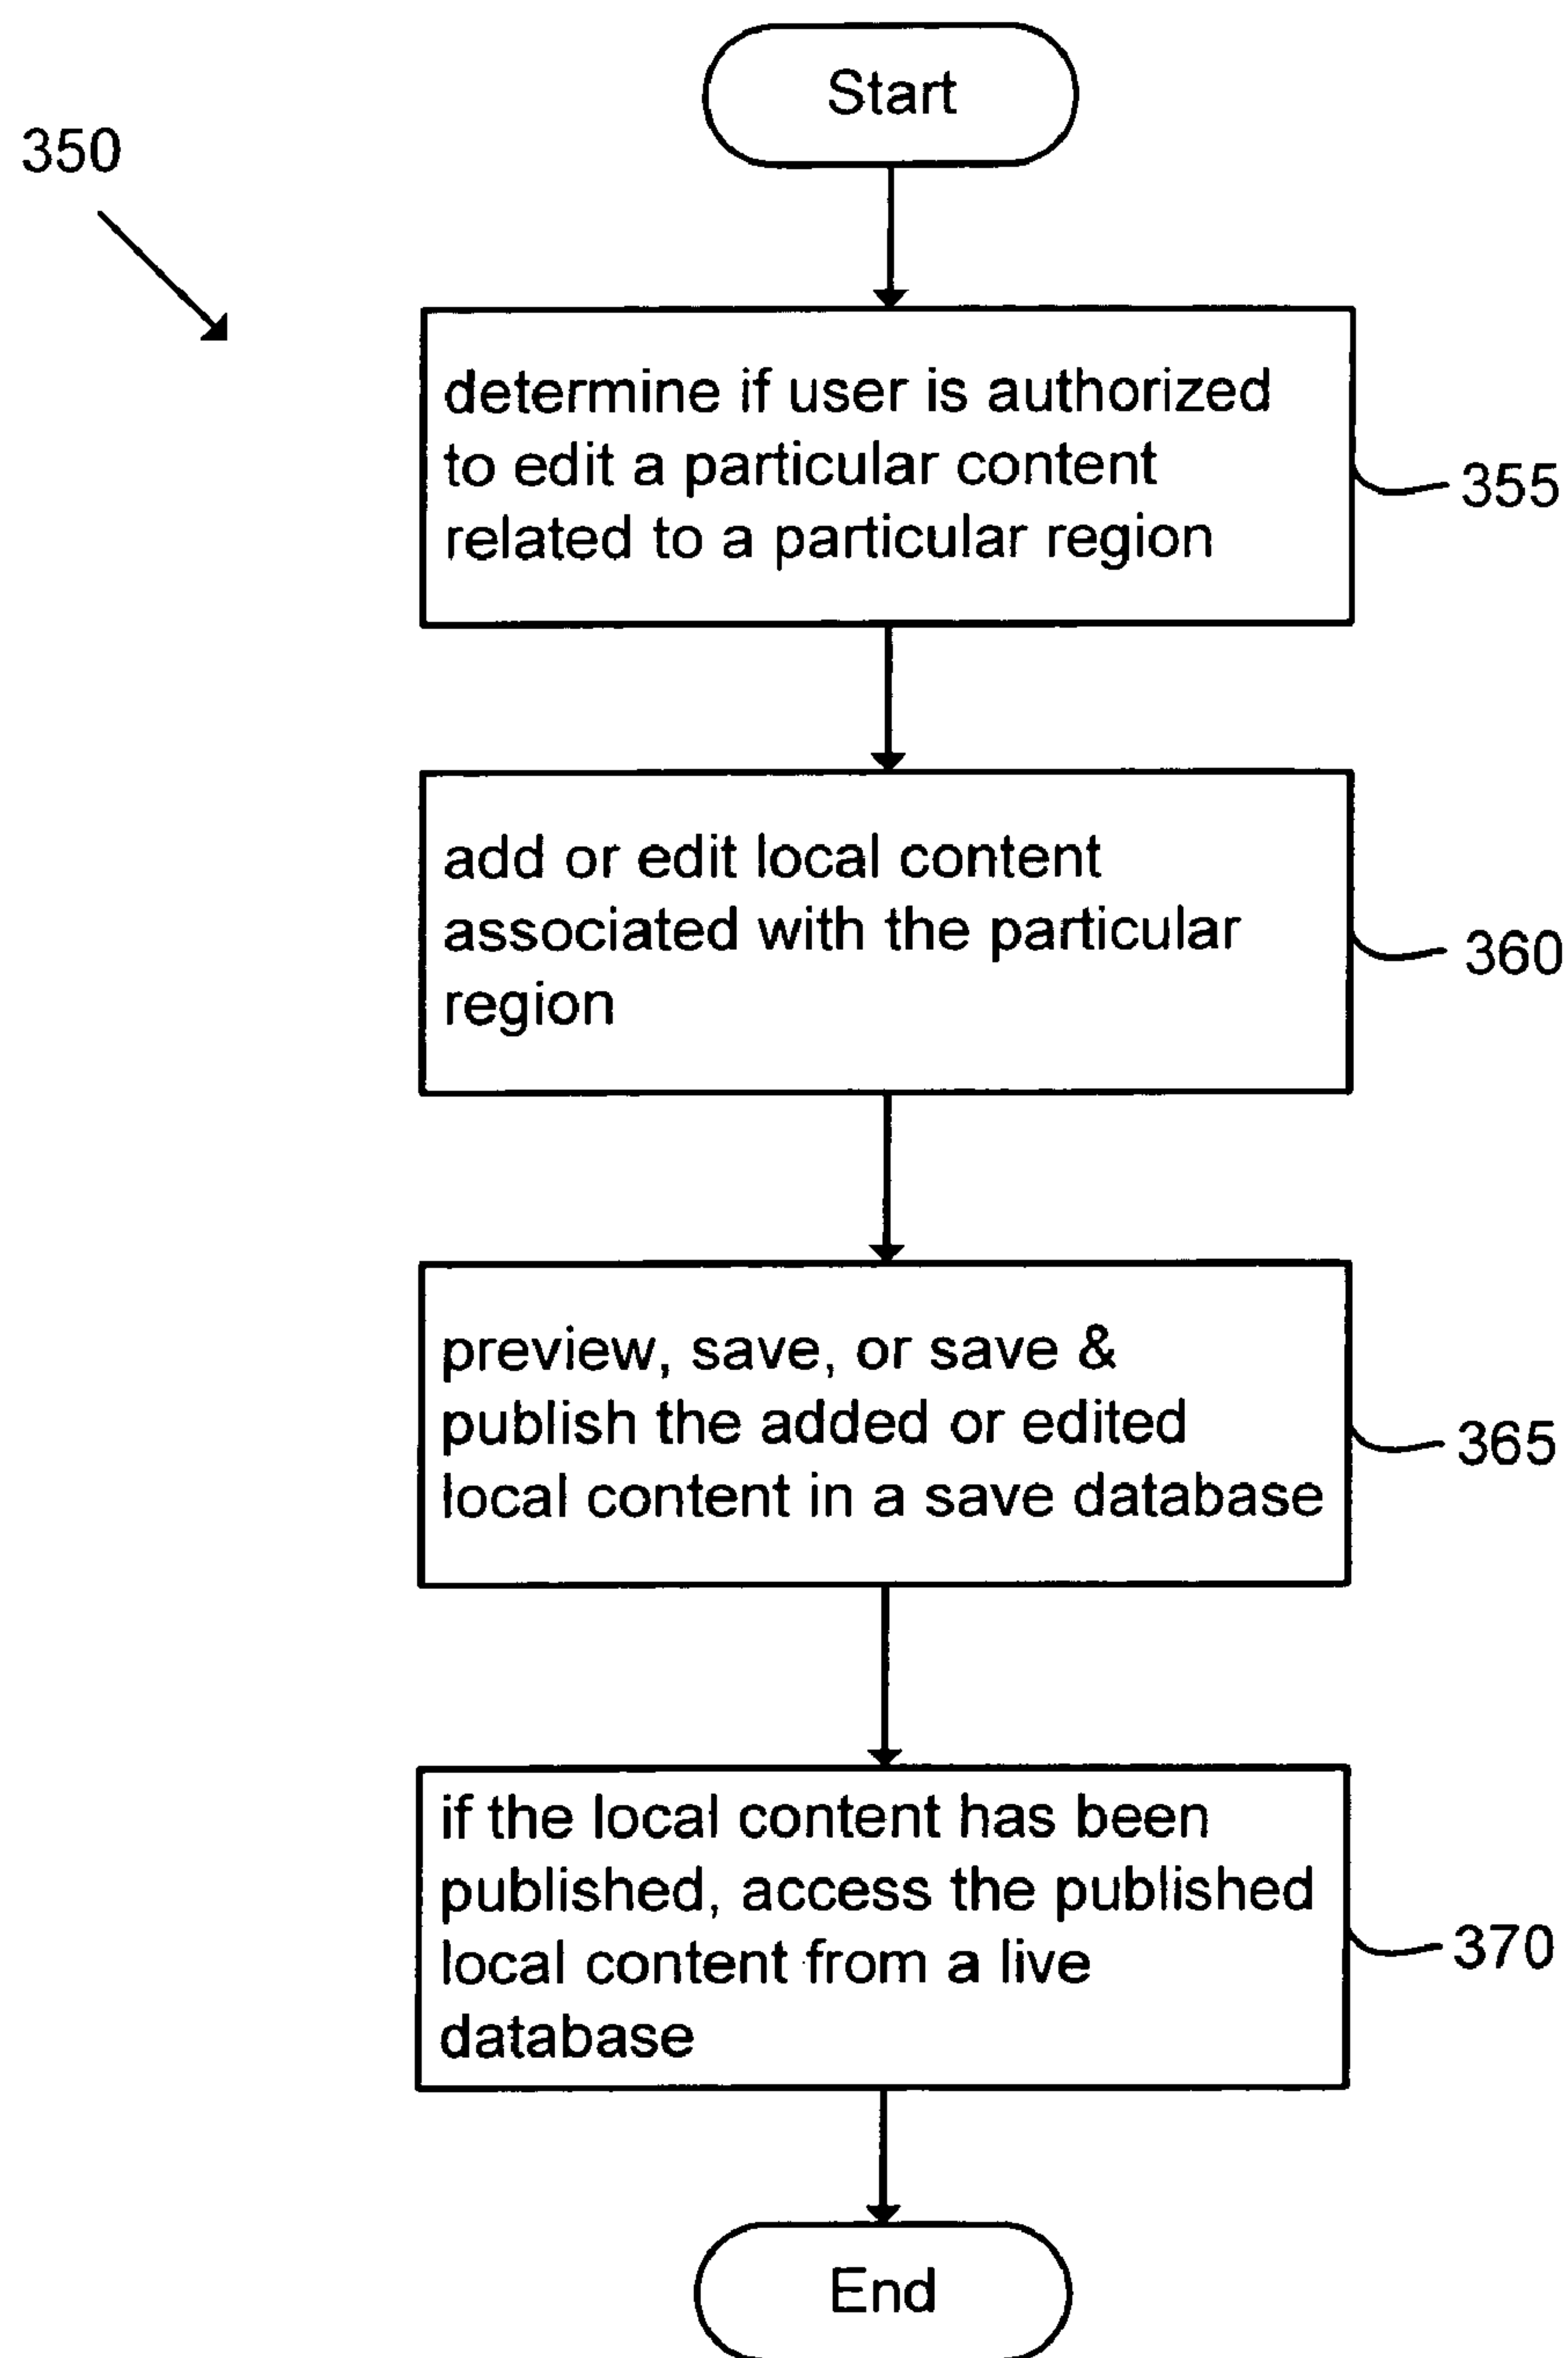 Start
350
determine if user is authorized
to edit a particular content
related to a particular region
355
add or edit local content
associated with the particular
region
360
preview, save, or save &
publish the added or edited
local content in a save database
365
if the local content has been
published, access the published
local content from a live
database
370
End